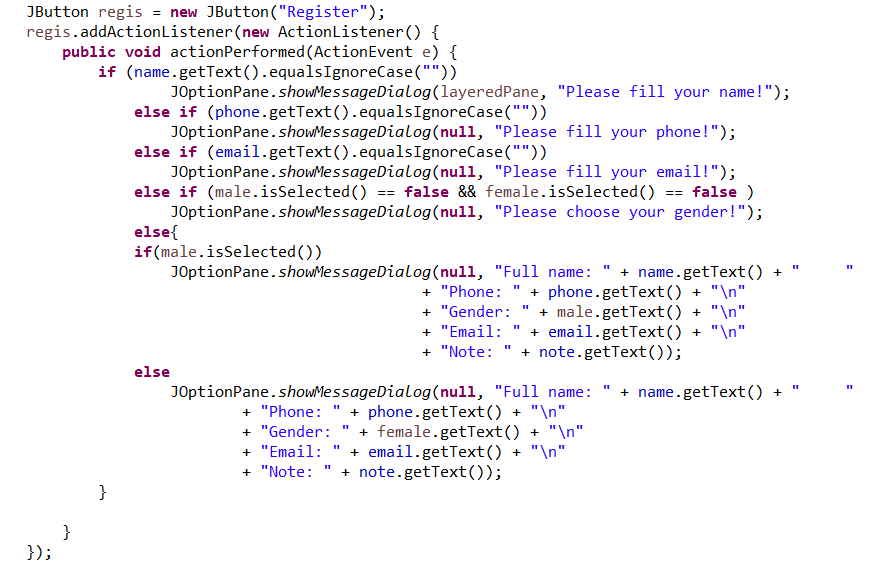 JButton regis = new JButton("Register");
regis.addActionListener(new ActionListener() {
    public void actionPerformed(ActionEvent e) {
        if (name.getText().equalsIgnoreCase(""))
                JOptionPane.showMessageDialog(layeredPane, "Please fill your name!");
            else if (phone.getText().equalsIgnoreCase(""))
                JOptionPane.showMessageDialog(null, "Please fill your phone!");
            else if (email.getText().equalsIgnoreCase(""))
                JOptionPane.showMessageDialog(null, "Please fill your email!");
            else if (male.isSelected() == false && female.isSelected() == false )
                JOptionPane.showMessageDialog(null, "Please choose your gender!");
            else{
            if(male.isSelected())
                JOptionPane.showMessageDialog(null, "Full name: " + name.getText() + "     "
                                            + "Phone: " + phone.getText() + "\n"
                                            + "Gender: " + male.getText() + "\n"
                                            + "Email: " + email.getText() + "\n"
                                            + "Note: " + note.getText());
            else
                JOptionPane.showMessageDialog(null, "Full name: " + name.getText() + "     "
                        + "Phone: " + phone.getText() + "\n"
                        + "Gender: " + female.getText() + "\n"
                        + "Email: " + email.getText() + "\n"
                        + "Note: " + note.getText());
        }
    }
});